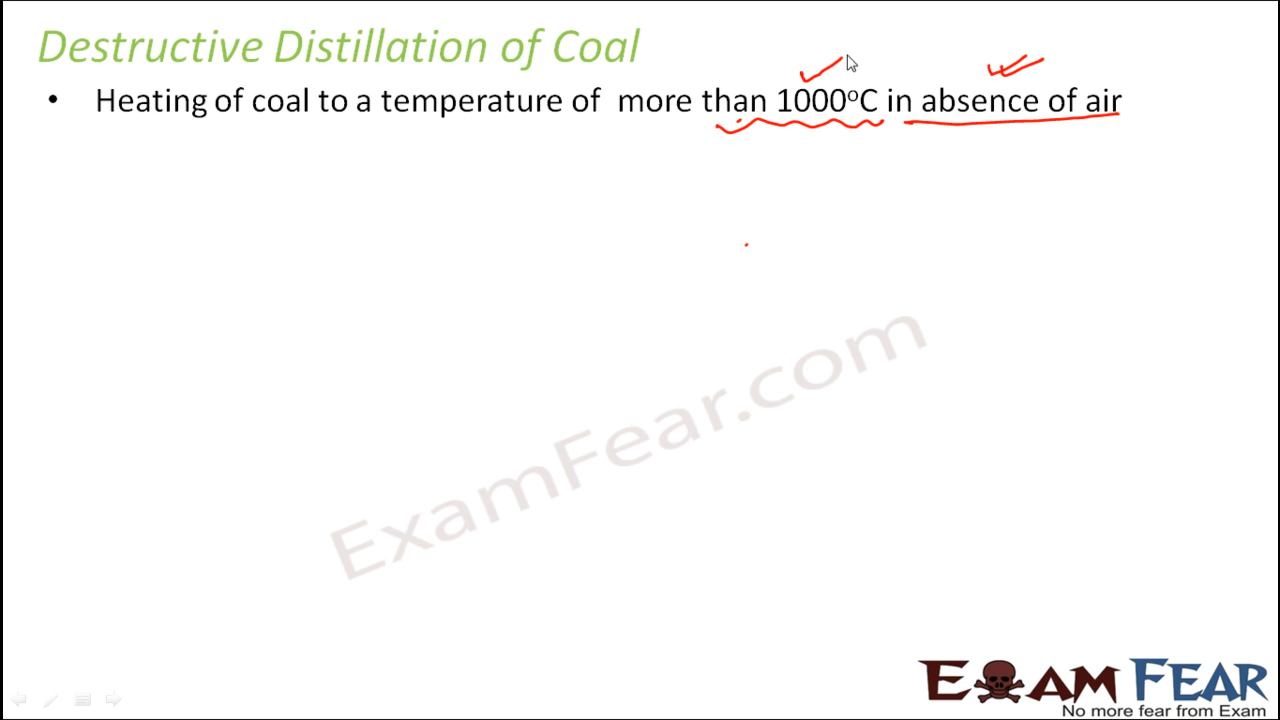 Destructive Distillation of Coal
• Heating of coal to a temperature of more than 1000°C in absence of air
ExamFear.com
EXAM FEAR
No more fear from Exam